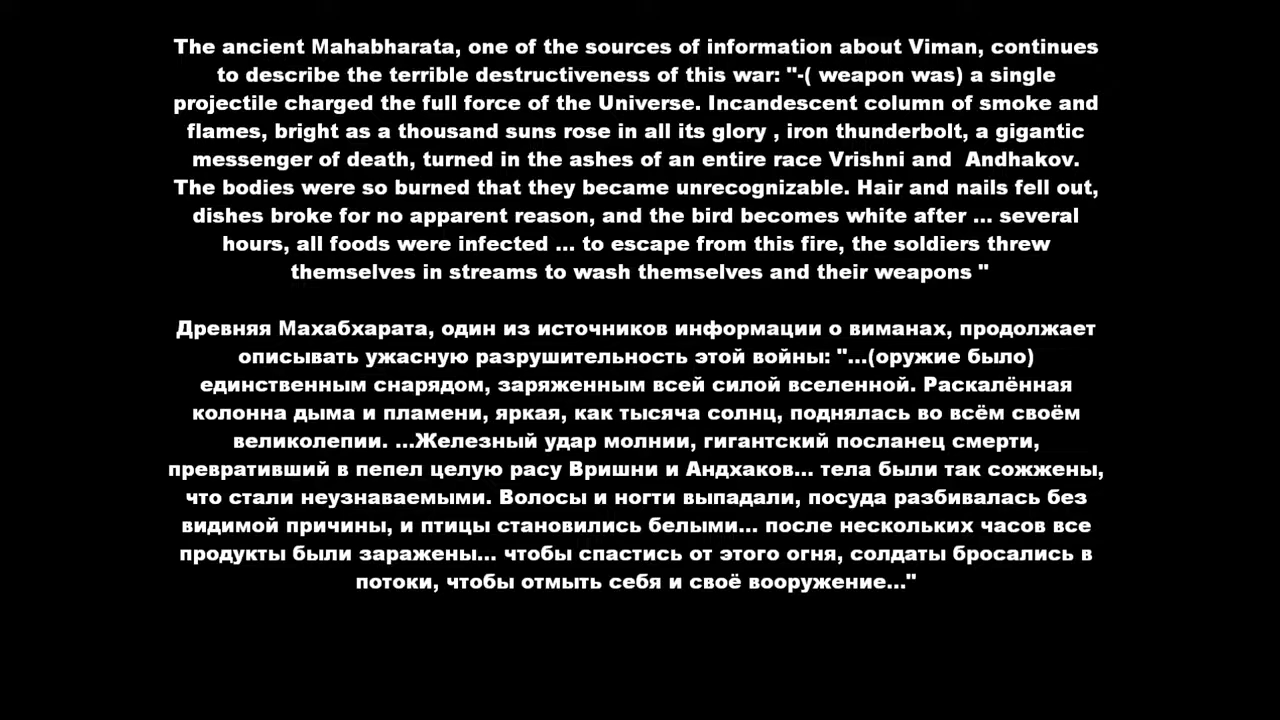 The ancient Mahabharata, one of the sources of information about Viman, continues
to describe the terrible destructiveness of this war: "-( weapon was) a single
projectile charged the full force of the Universe. Incandescent column of smoke and
flames, bright as a thousand suns rose in all its glory , iron thunderbolt, a gigantic
messenger of death, turned in the ashes of an entire race Vrishni and  Andhakov.
The bodies were so burned that they became unrecognizable. Hair and nails fell out,
dishes broke for no apparent reason, and the bird becomes white after ... several
hours, all foods were infected ... to escape from this fire, the soldiers threw
themselves in streams to wash themselves and their weapons "
Древняя Махабхарата, один из источников информации о виманах, продолжает
описывать ужасную разрушительность этой войны: "...(оружие было)
единственным снарядом, заряженным всей силой вселенной. Раскалённая
колонна дыма и пламени, яркая, как тысяча солнц, поднялась во всём своём
великолепии. ...Железный удар молнии, гигантский посланец смерти,
превративший в пепел целую расу Вришни и Андхаков... тела были так сожжены,
что стали неузнаваемыми. Волосы и ногти выпадали, посуда разбивалась без
видимой причины, и птицы становились белыми... после нескольких часов все
продукты были заражены... чтобы спастись от этого огня, солдаты бросались в
потоки, чтобы отмыть себя и своё вооружение..."